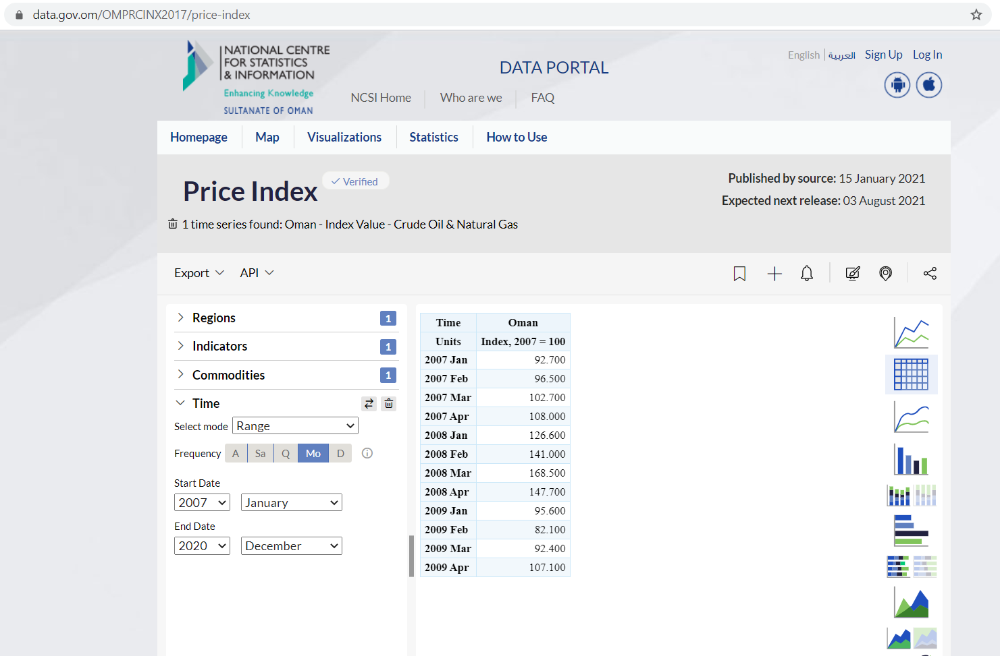 data.gov.om/OMPRCINX2017/price-index
NATIONAL CENTRE
FOR STATISTICS
& INFORMATION
Enhancing Knowledge
SULTANATE OF OMAN
DATA PORTAL
English | العربية Sign Up Log In
NCSI Home Who are we FAQ
Homepage Map Visualizations Statistics How to Use
Price Index Verified
Published by source: 15 January 2021
Expected next release: 03 August 2021
1 time series found: Oman - Index Value - Crude Oil & Natural Gas
Export API
Regions 1
Indicators 1
Commodities 1
Time
Select mode Range
Frequency A Sa Q Mo D
Start Date
2007 January
End Date
2020 December
Time Oman
Units Index, 2007 = 100
2007 Jan 92.700
2007 Feb 96.500
2007 Mar 102.700
2007 Apr 108.000
2008 Jan 126.600
2008 Feb 141.000
2008 Mar 168.500
2008 Apr 147.700
2009 Jan 95.600
2009 Feb 82.100
2009 Mar 92.400
2009 Apr 107.100